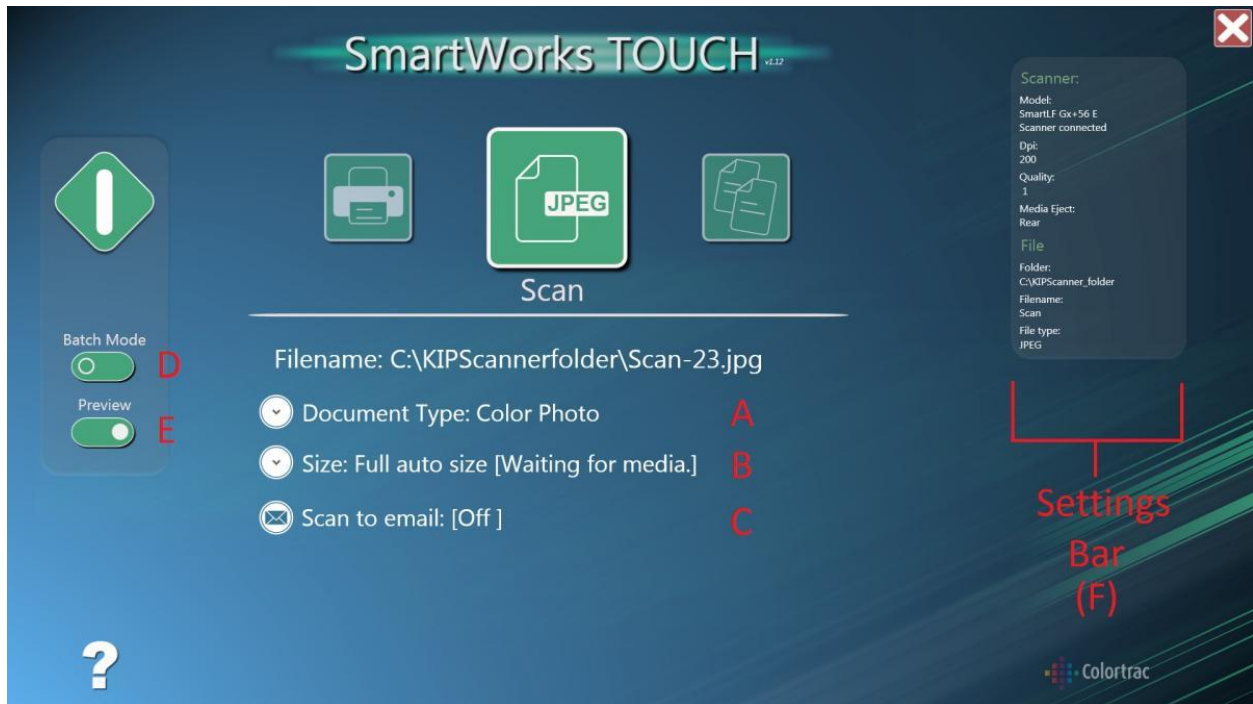 SmartWorks TOUCH v1.12
JPEG
Scan
Batch Mode
D
Preview
E
Filename: C:\KIPScannerfolder\Scan-23.jpg
Document Type: Color Photo A
Size: Full auto size [Waiting for media.] B
Scan to email: [Off ] C
?
Scanner:
Model:
SmartLF Gx+56 E
Scanner connected
Dpi:
200
Quality:
1
Media Eject:
Rear
File
Folder:
C:\KIPScanner_folder
Filename:
Scan
File type:
JPEG
Settings
Bar
(F)
Colortrac